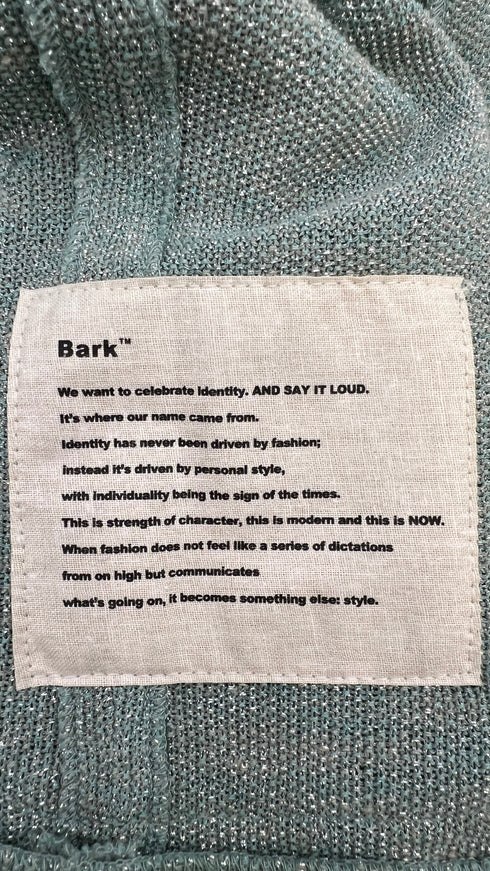 Bark™
We want to celebrate identity. AND SAY IT LOUD.
It's where our name came from.
Identity has never been driven by fashion;
instead it's driven by personal style,
with individuality being the sign of the times.
This is strength of character, this is modern and this is NOW.
When fashion does not feel like a series of dictations
from on high but communicates
what's going on, it becomes something else: style.